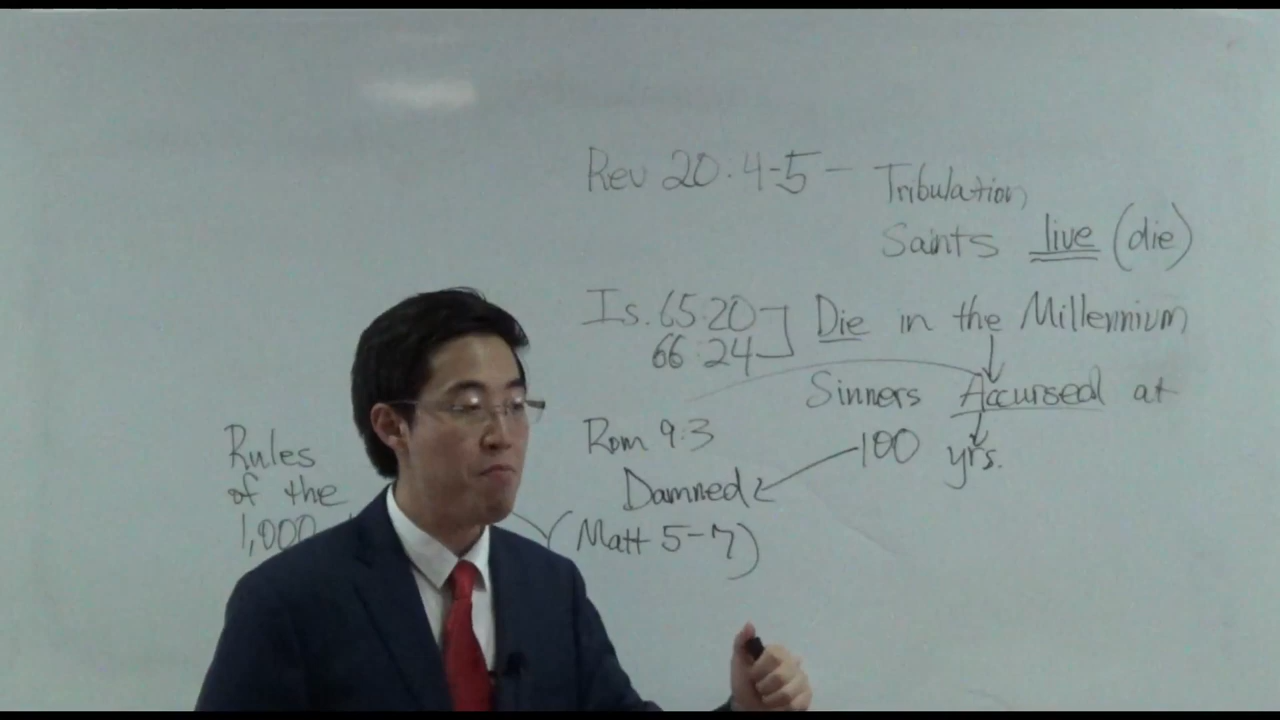 Rev 20:4-5 – Tribulation
Saints live (die)
Is. 65:20 Die in the Millennium
66:24
Sinners Accursed at
100 yrs.
Rom 9:3
Damned
(Matt 5-7)
Rules
of the
1,000